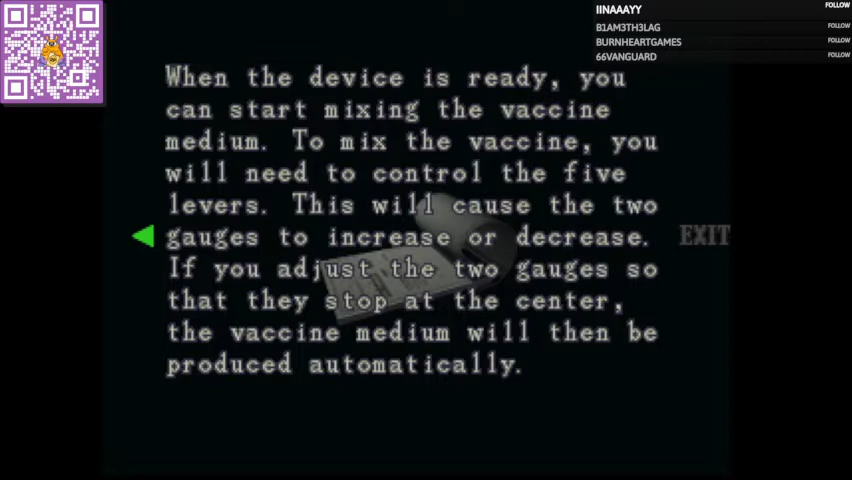 IINAAAYY FOLLOW
B1AM3TH3LAG FOLLOW
BURNHEARTGAMES FOLLOW
66VANGUARD FOLLOW
When the device is ready, you
can start mixing the vaccine
medium. To mix the vaccine, you
will need to control the five
levers. This will cause the two
gauges to increase or decrease.
EXIT
If you adjust the two gauges so
that they stop at the center,
the vaccine medium will then be
produced automatically.